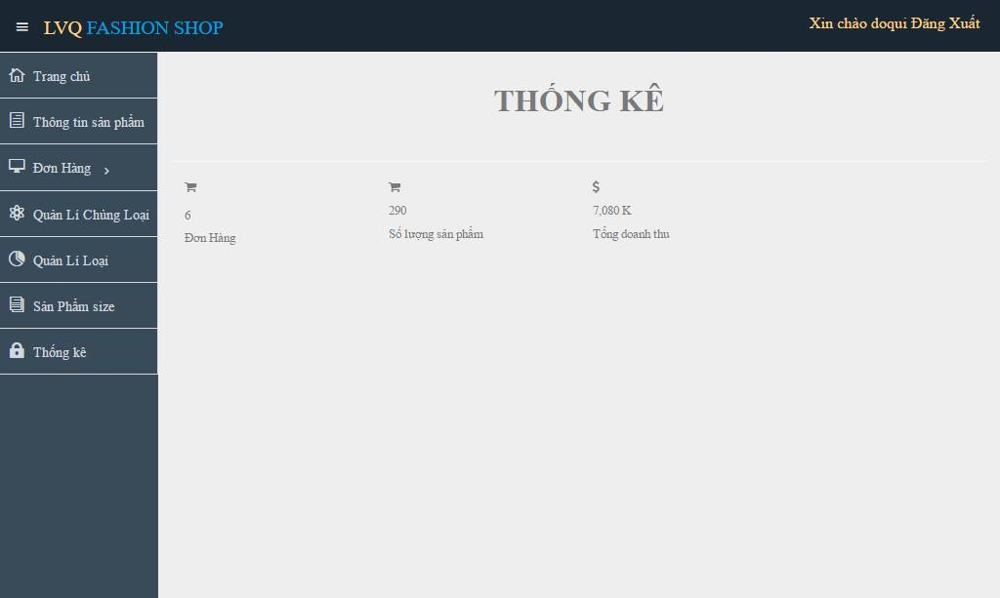 LVQ FASHION SHOP
Xin chào doqui Đăng Xuất
Trang chủ
Thông tin sản phẩm
Đơn Hàng
Quản Lí Chủng Loại
Quản Lí Loại
Sản Phẩm size
Thống kê
THỐNG KÊ
6
Đơn Hàng
290
Số lượng sản phẩm
7,080 K
Tổng doanh thu